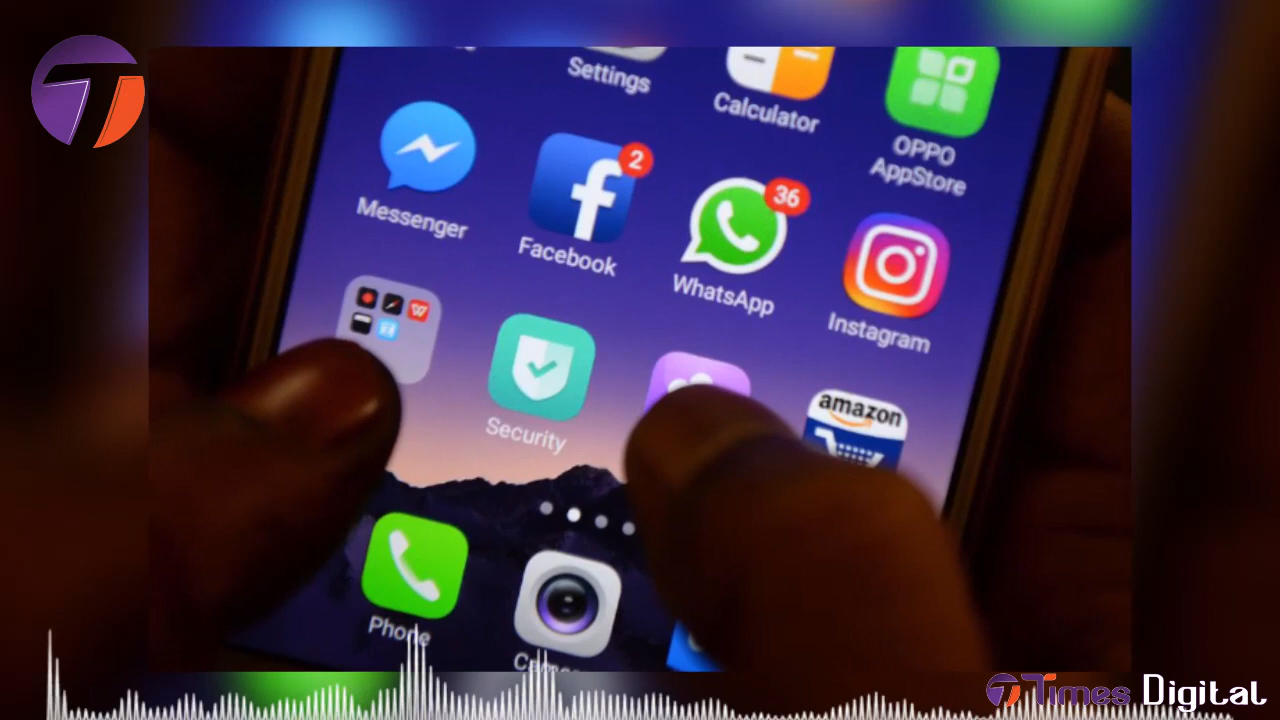 Settings
Calculator
OPPO
AppStore
Messenger
2
Facebook
36
WhatsApp
Instagram
Security
amazon
Phone
Times Digital